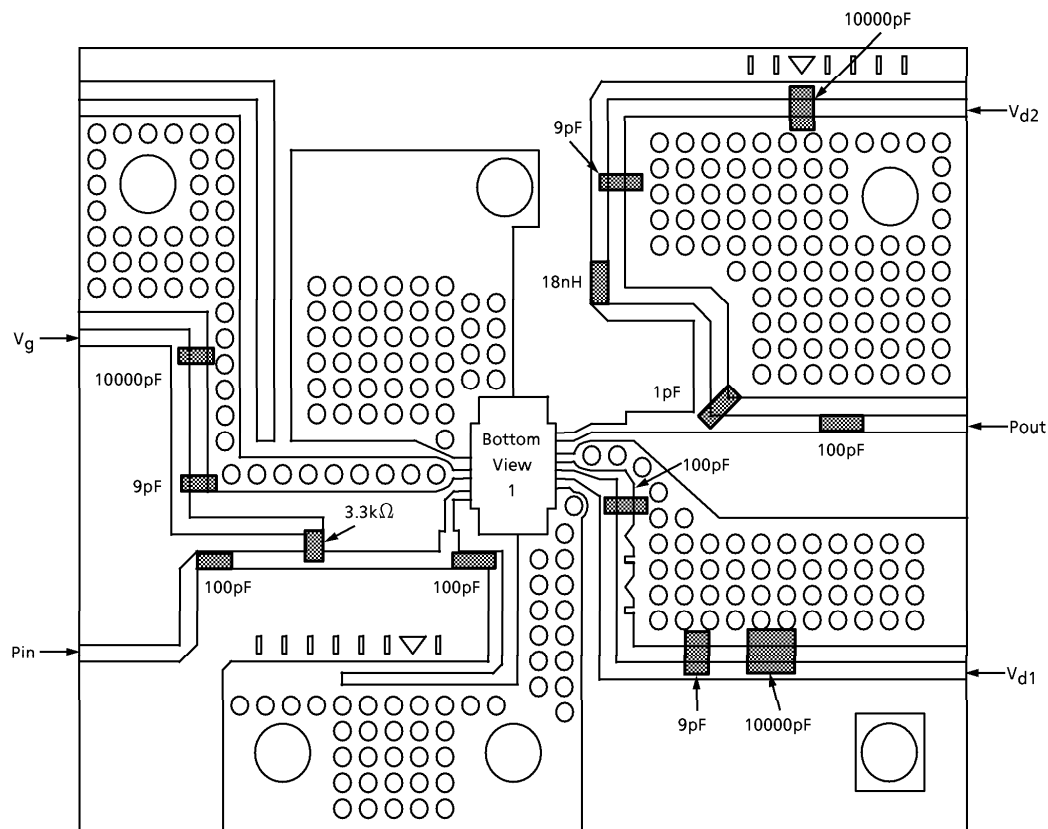 10000pF
Vd2
9pF
18nH
Vg
10000pF
1pF
Pout
100pF
Bottom
View
1
100pF
9pF
3.3kΩ
100pF
100pF
Pin
Vd1
9pF
10000pF